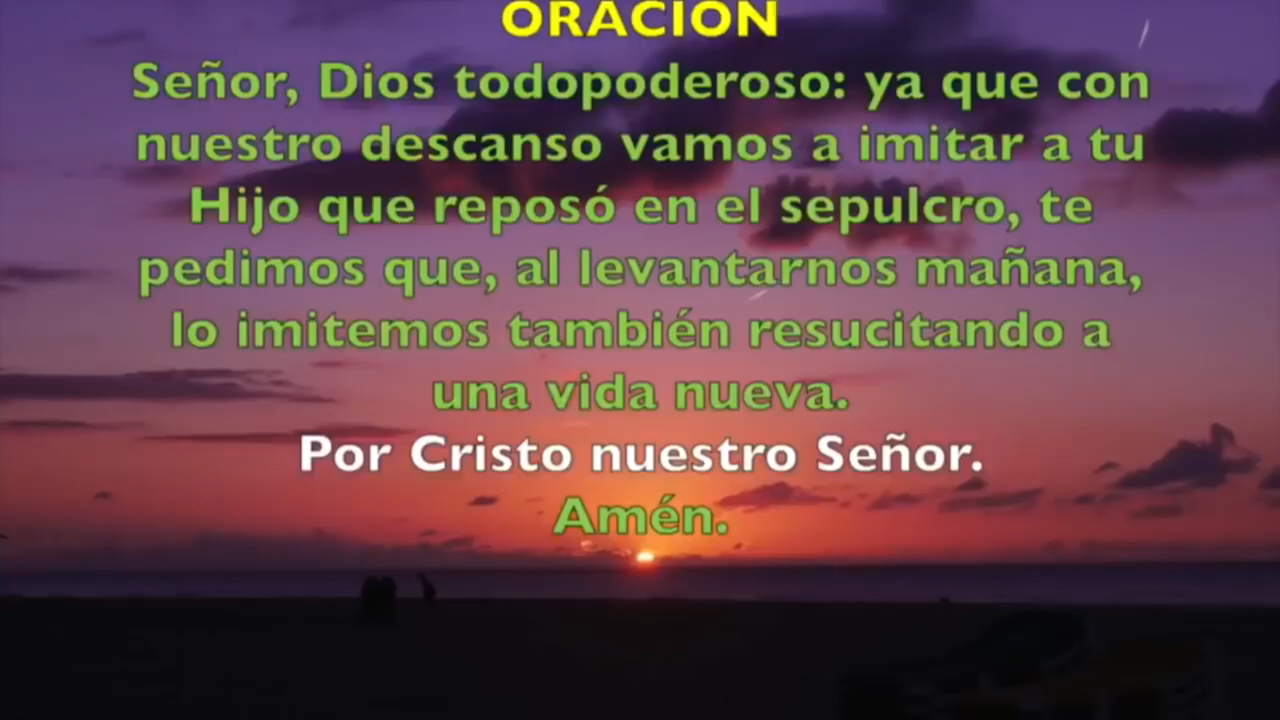 ORACIÓN
Señor, Dios todopoderoso: ya que con
nuestro descanso vamos a imitar a tu
Hijo que reposó en el sepulcro, te
pedimos que, al levantarnos mañana,
lo imitemos también resucitando a
una vida nueva.
Por Cristo nuestro Señor.
Amén.